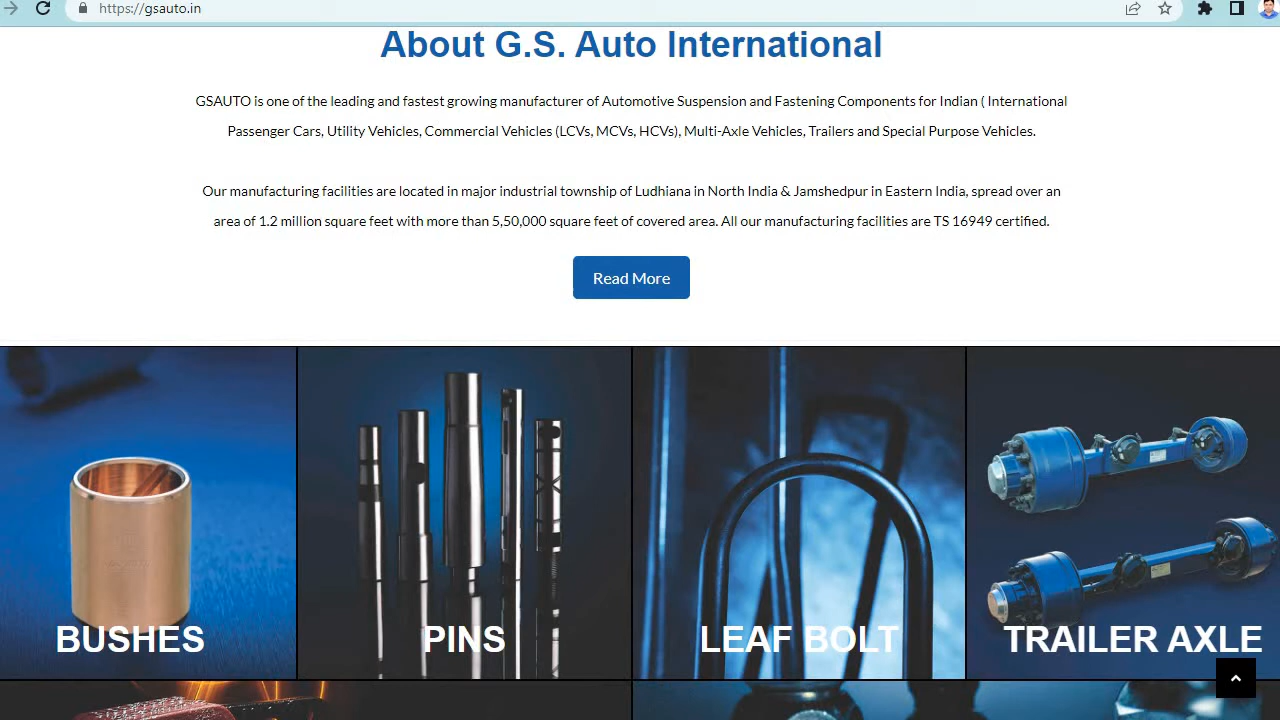 https://gsauto.in
About G.S. Auto International
GSAUTO is one of the leading and fastest growing manufacturer of Automotive Suspension and Fastening Components for Indian ( International
Passenger Cars, Utility Vehicles, Commercial Vehicles (LCVs, MCVs, HCVs), Multi-Axle Vehicles, Trailers and Special Purpose Vehicles.
Our manufacturing facilities are located in major industrial township of Ludhiana in North India & Jamshedpur in Eastern India, spread over an
area of 1.2 million square feet with more than 5,50,000 square feet of covered area. All our manufacturing facilities are TS 16949 certified.
Read More
BUSHES
PINS
LEAF BOLT
TRAILER AXLE